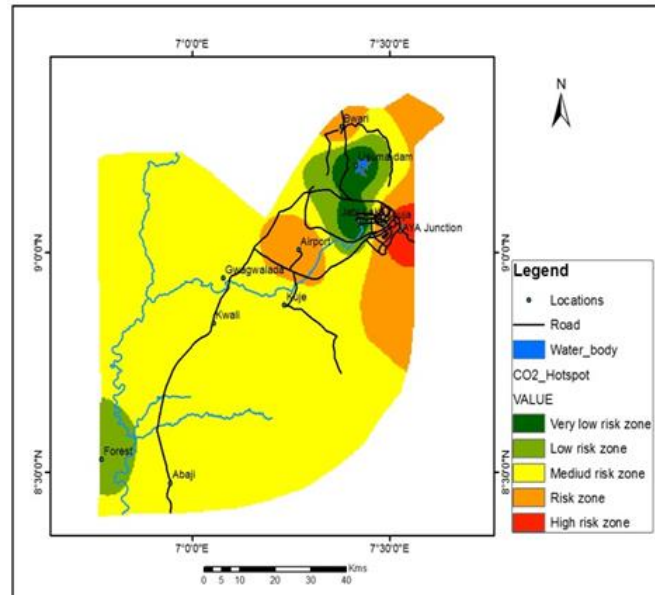 7°0'0"E
7°30'0"E
N
Bwari
AYA Junction
9°0'0"N
9°0'0"N
Airport
Gwagwalada
Kuje
Kwali
Forest
Abaji
8°30'0"N
8°30'0"N
7°0'0"E
7°30'0"E
Legend
Locations
Road
Water_body
CO2_Hotspot
VALUE
Very low risk zone
Low risk zone
Mediud risk zone
Risk zone
High risk zone
Kms
0 5 10 20 30 40